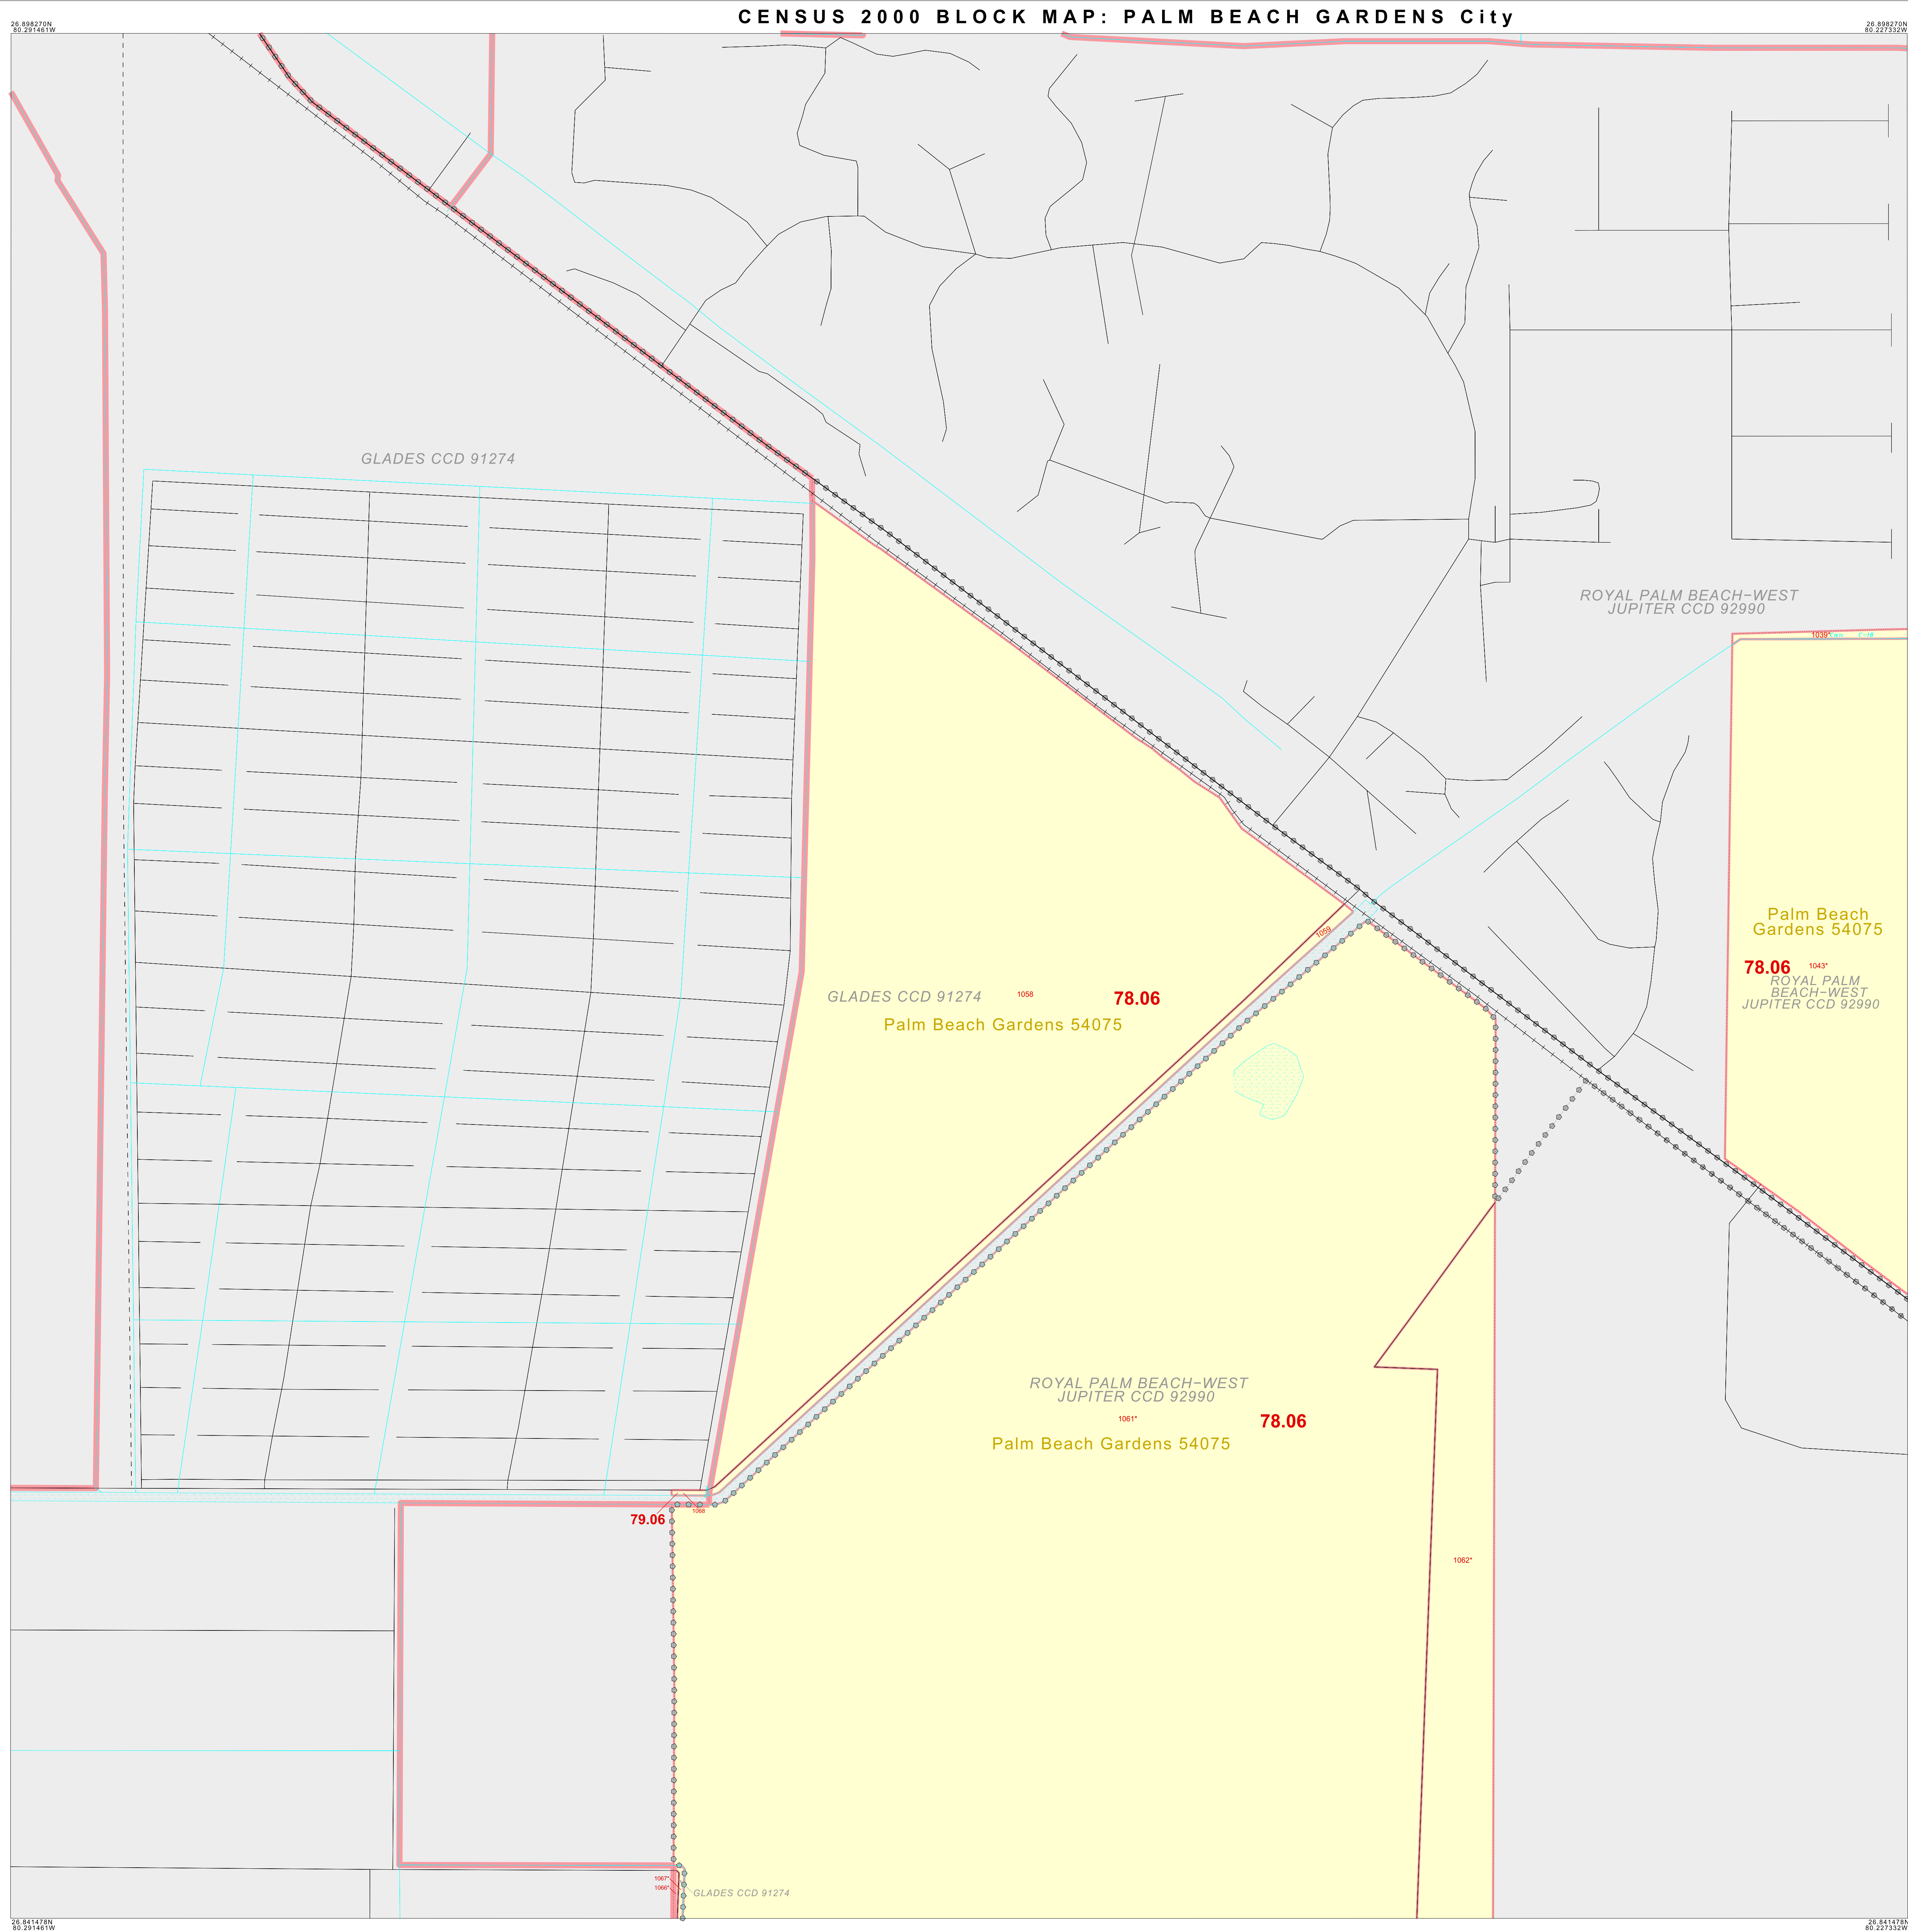 CENSUS 2000 BLOCK MAP: PALM BEACH GARDENS City
26.898270N
80.291461W
26.898270N
80.227332W
GLADES CCD 91274
ROYAL PALM BEACH-WEST
JUPITER CCD 92990
1039*
C-18
Palm Beach
Gardens 54075
78.06
1043*
ROYAL PALM
BEACH-WEST
JUPITER CCD 92990
1059
GLADES CCD 91274
1058
78.06
Palm Beach Gardens 54075
ROYAL PALM BEACH-WEST
JUPITER CCD 92990
1061*
78.06
Palm Beach Gardens 54075
79.06
1068
1062*
1067*
1066*
GLADES CCD 91274
26.841478N
80.291461W
26.841478N
80.227332W